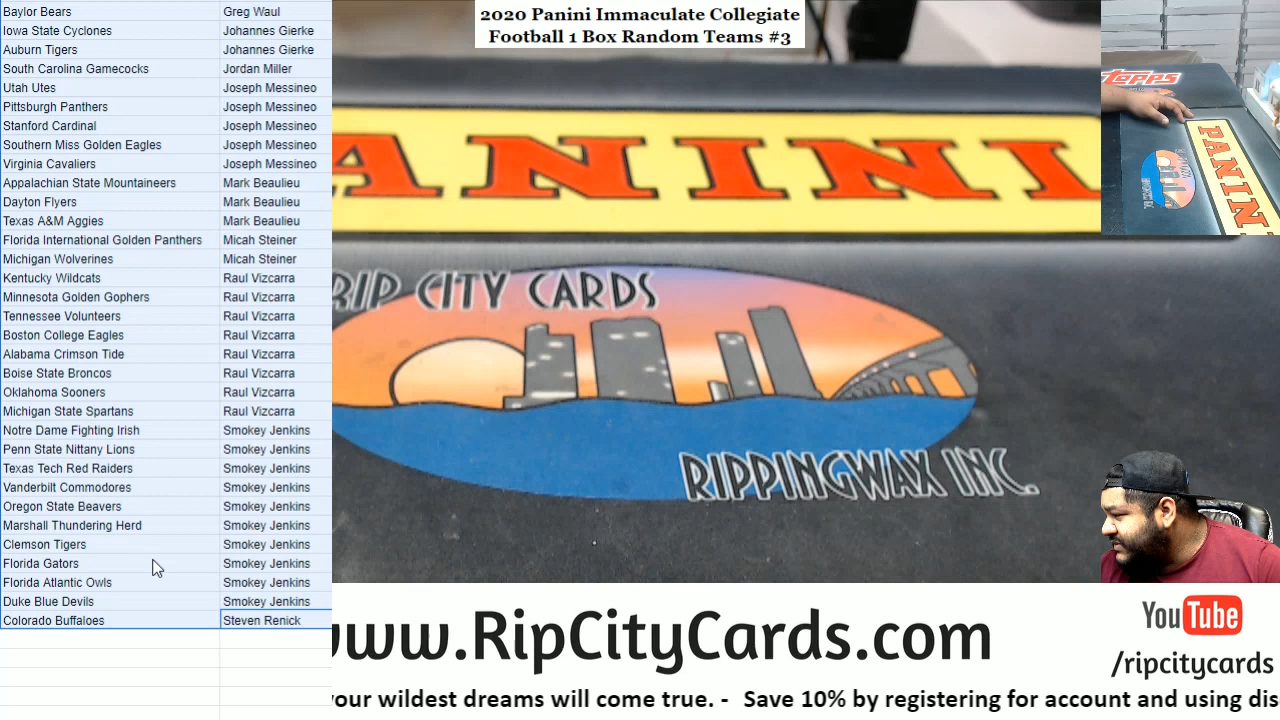 2020 Panini Immaculate Collegiate
Football 1 Box Random Teams #3
Baylor Bears Greg Waul
Iowa State Cyclones Johannes Gierke
Auburn Tigers Johannes Gierke
South Carolina Gamecocks Jordan Miller
Utah Utes Joseph Messineo
Pittsburgh Panthers Joseph Messineo
Stanford Cardinal Joseph Messineo
Southern Miss Golden Eagles Joseph Messineo
Virginia Cavaliers Joseph Messineo
Appalachian State Mountaineers Mark Beaulieu
Dayton Flyers Mark Beaulieu
Texas A&M Aggies Mark Beaulieu
Florida International Golden Panthers Micah Steiner
Michigan Wolverines Micah Steiner
Kentucky Wildcats Raul Vizcarra
Minnesota Golden Gophers Raul Vizcarra
Tennessee Volunteers Raul Vizcarra
Boston College Eagles Raul Vizcarra
Alabama Crimson Tide Raul Vizcarra
Boise State Broncos Raul Vizcarra
Oklahoma Sooners Raul Vizcarra
Michigan State Spartans Raul Vizcarra
Notre Dame Fighting Irish Smokey Jenkins
Penn State Nittany Lions Smokey Jenkins
Texas Tech Red Raiders Smokey Jenkins
Vanderbilt Commodores Smokey Jenkins
Oregon State Beavers Smokey Jenkins
Marshall Thundering Herd Smokey Jenkins
Clemson Tigers Smokey Jenkins
Florida Gators Smokey Jenkins
Florida Atlantic Owls Smokey Jenkins
Duke Blue Devils Smokey Jenkins
Colorado Buffaloes Steven Renick
ANINI
RIP CITY CARDS
RIPPINGWAX INC.
TOPPS
PANINI
www.RipCityCards.com
YouTube
/ripcitycards
your wildest dreams will come true. - Save 10% by registering for account and using dis